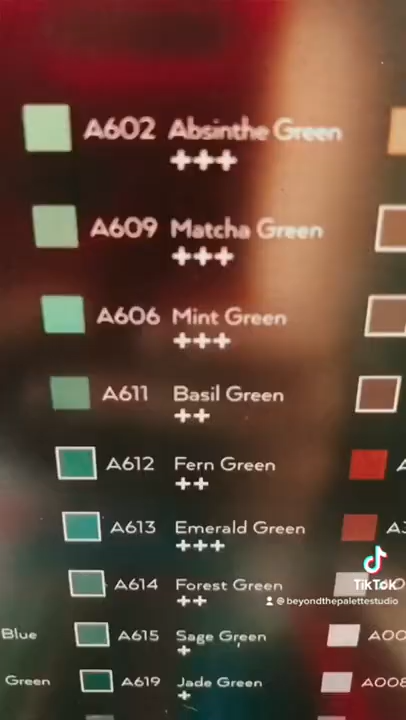 A602 Absinthe Green
+++
A609 Matcha Green
+++
A606 Mint Green
+++
A611 Basil Green
++
A612 Fern Green
++
A613 Emerald Green
+++
TikTok
A614 Forest Green
++
@beyondthepalettestudio
Blue A615 Sage Green
+
Green A619 Jade Green A008
+